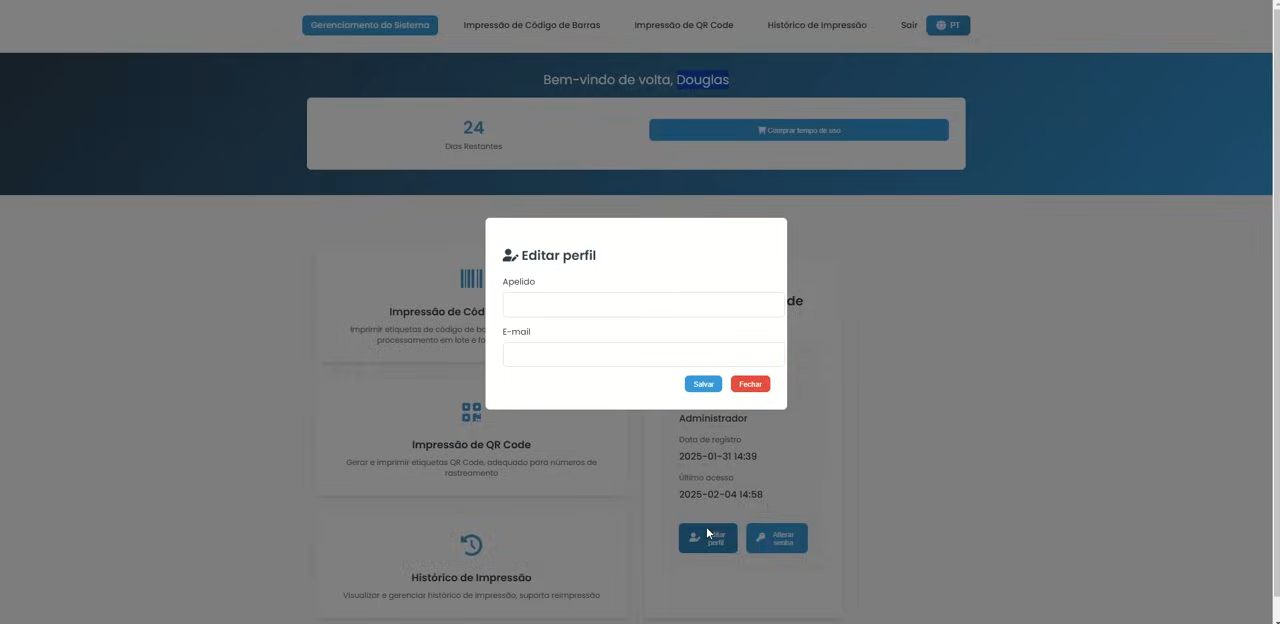 Gerenciamento do Sistema
Impressão de Código de Barras
Impressão de QR Code
Histórico de Impressão
Sair
PT
Bem-vindo de volta, Douglas
24
Dias Restantes
Comprar tempo de uso
Editar perfil
Apelido
E-mail
Salvar
Fechar
Impressão de Cód
Imprimir etiquetas de código de ba
processamento em lote e
de
Impressão de QR Code
Gerar e imprimir etiquetas QR Code, adequado para números de
rastreamento
Histórico de Impressão
Visualizar e gerenciar histórico de impressão, suporta reimpressão
Administrador
Data de registro
2025-01-31 14:39
Último acesso
2025-02-04 14:58
perfil
Alterar
senha